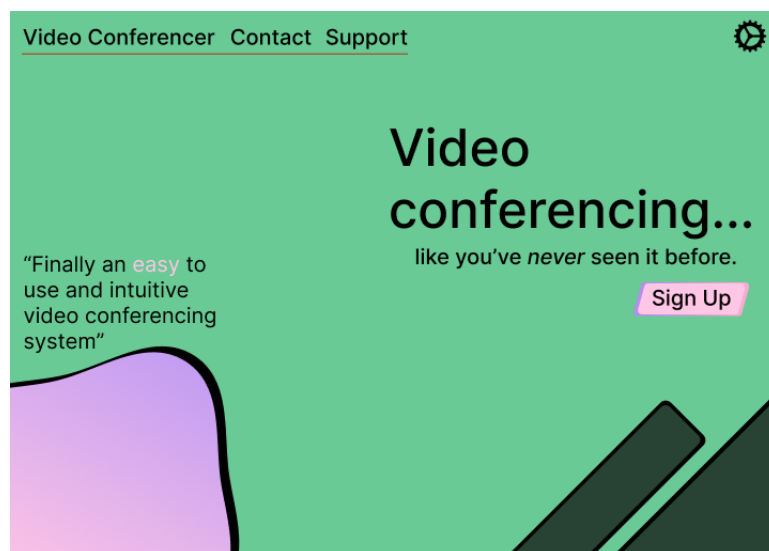 Video Conferencer Contact Support
Video
conferencing...
like you’ve never seen it before.
Sign Up
“Finally an easy to
use and intuitive
video conferencing
system”